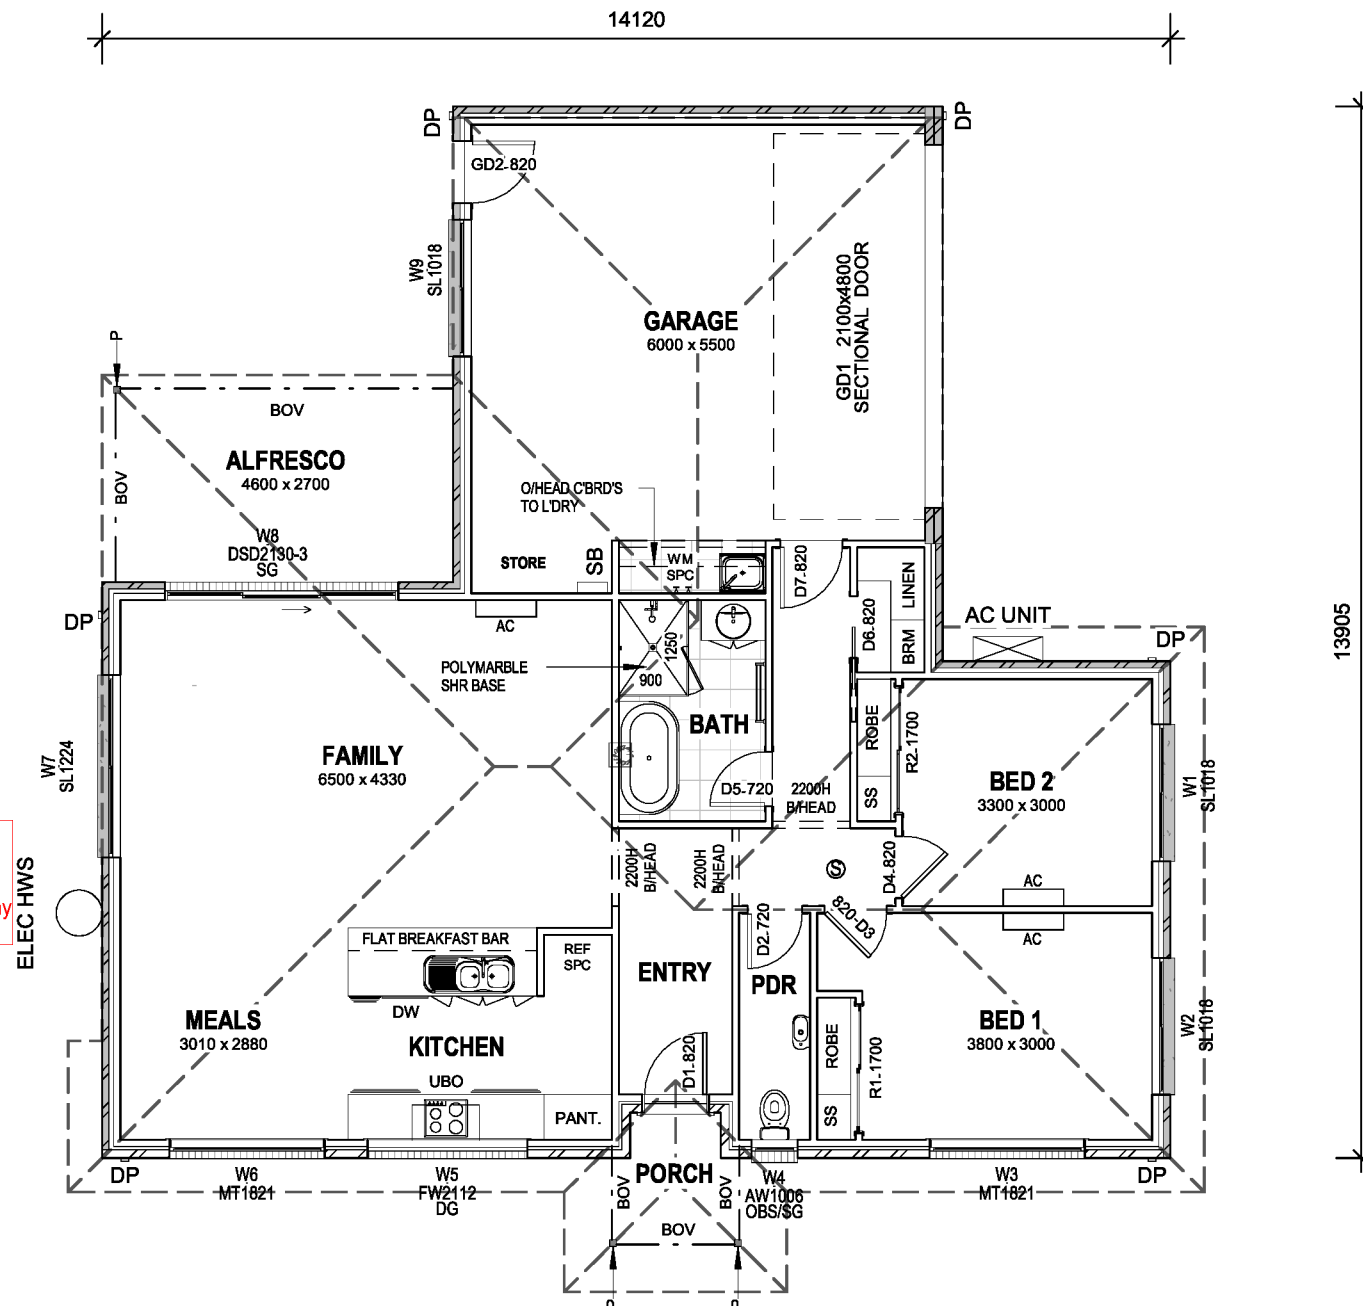 14120
DP
DP
GD2-820
W9
SL1018
GARAGE
6000 x 5500
GD1 2100x4800
SECTIONAL DOOR
P
BOV
BOV
ALFRESCO
4600 x 2700
W8
DSD2130-3
SG
O/HEAD C'BRD'S
TO L'DRY
STORE
SB
WM
SPC
D7-820
LINEN
BRM
D6-820
AC UNIT
DP
DP
13905
AC
POLYMARBLE
SHR BASE
1250
900
BATH
ROBE
SS
R2-1700
W7
SL1224
FAMILY
6500 x 4330
D5-720
2200H
B/HEAD
BED 2
3300 x 3000
W1
SL1018
ELEC HWS
2200H
B/HEAD
2200H
B/HEAD
S
D4-820
AC
AC
820-D3
D2-720
FLAT BREAKFAST BAR
REF
SPC
ENTRY
PDR
DW
MEALS
3010 x 2880
KITCHEN
UBO
PANT.
D1-820
ROBE
SS
R1-1700
BED 1
3800 x 3000
W2
SL1018
DP
W6
MT1821
W5
FW2112
DG
PORCH
BOV
BOV
BOV
W4
AW1006
OBS/SG
W3
MT1821
DP